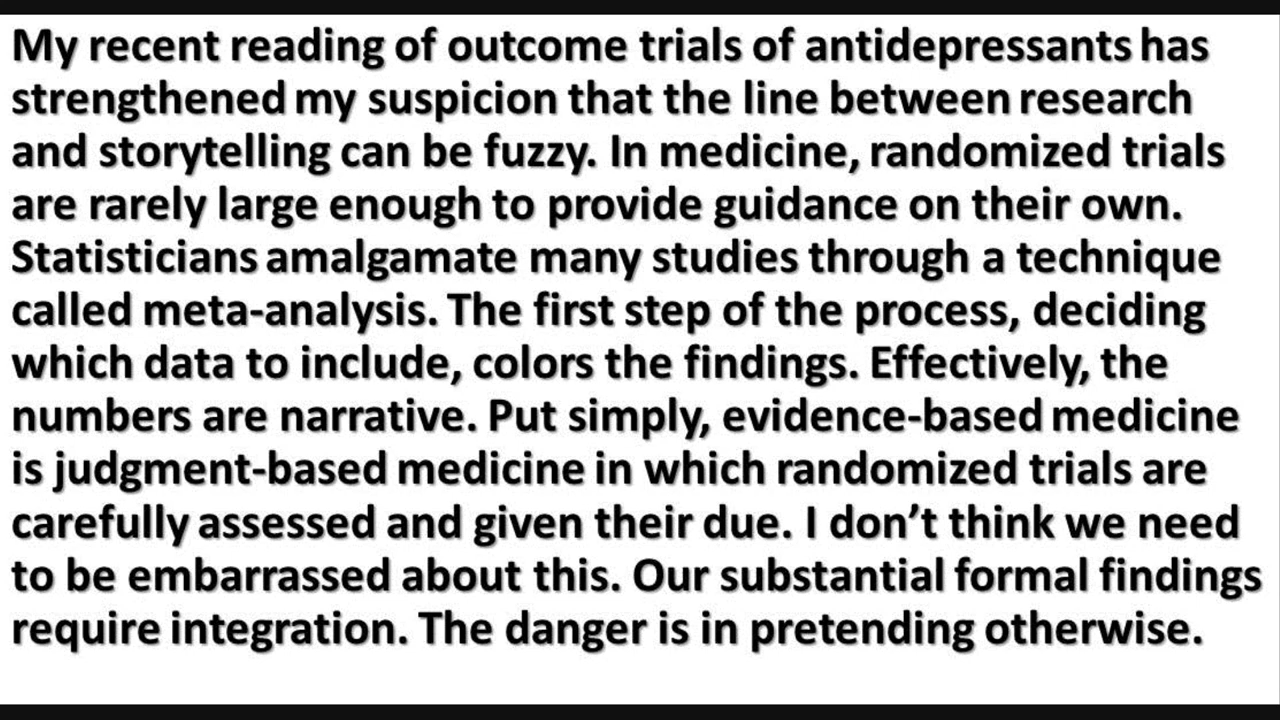 My recent reading of outcome trials of antidepressants has
strengthened my suspicion that the line between research
and storytelling can be fuzzy. In medicine, randomized trials
are rarely large enough to provide guidance on their own.
Statisticians amalgamate many studies through a technique
called meta-analysis. The first step of the process, deciding
which data to include, colors the findings. Effectively, the
numbers are narrative. Put simply, evidence-based medicine
is judgment-based medicine in which randomized trials are
carefully assessed and given their due. I don’t think we need
to be embarrassed about this. Our substantial formal findings
require integration. The danger is in pretending otherwise.